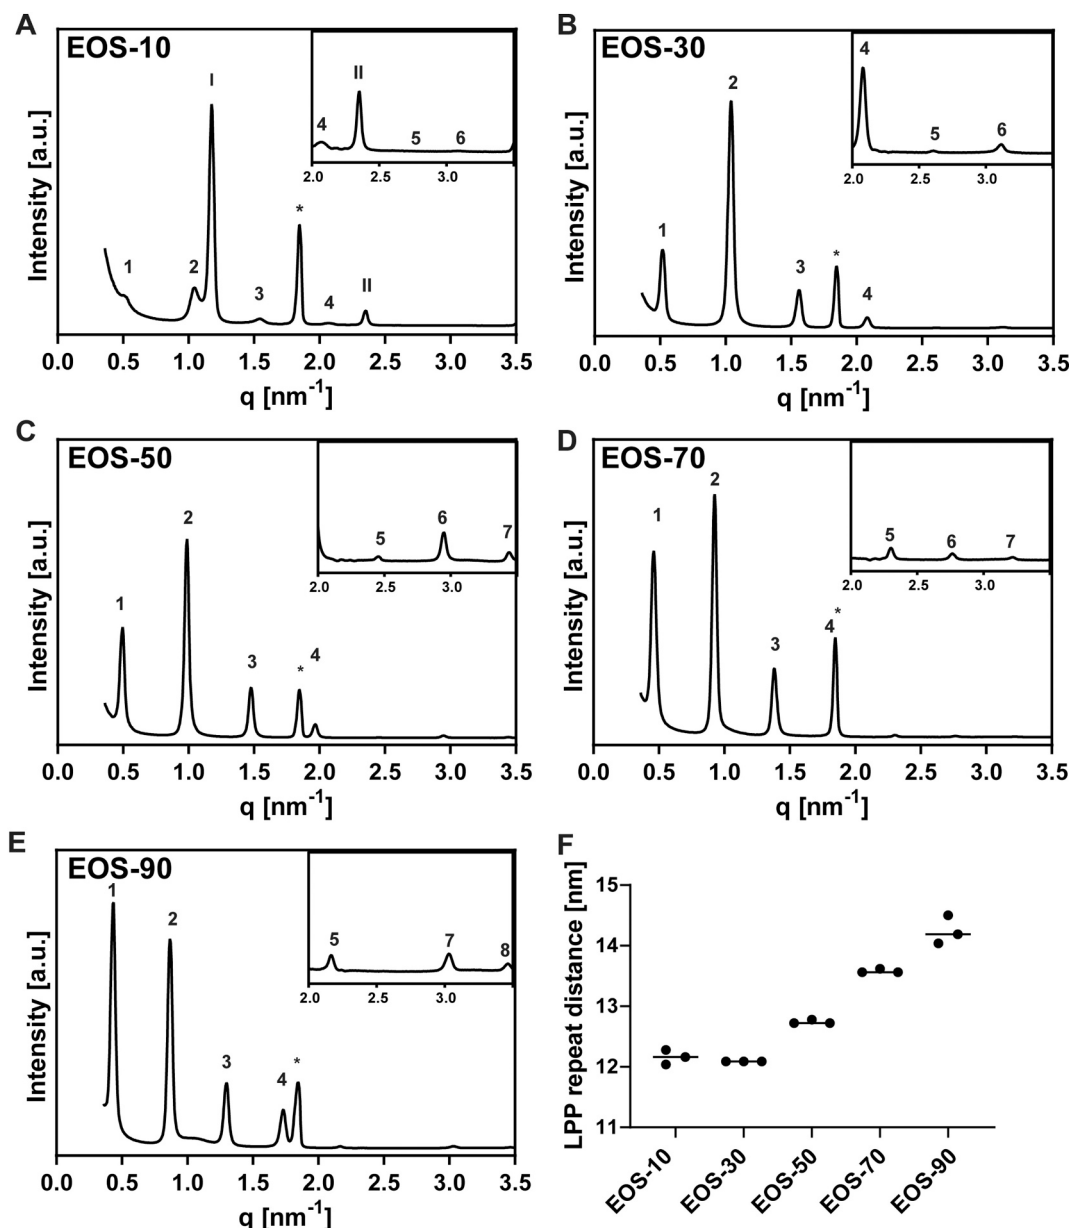 A
EOS-10
Intensity [a.u.]
1
2
I
3
*
4
II
4
II
5
6
2.0 2.5 3.0
0.0 0.5 1.0 1.5 2.0 2.5 3.0 3.5
q [nm-1]
B
EOS-30
Intensity [a.u.]
1
2
3
*
4
4
5
6
2.0 2.5 3.0
0.0 0.5 1.0 1.5 2.0 2.5 3.0 3.5
q [nm-1]
C
EOS-50
Intensity [a.u.]
1
2
3
*
4
5
6
7
2.0 2.5 3.0
0.0 0.5 1.0 1.5 2.0 2.5 3.0 3.5
q [nm-1]
D
EOS-70
Intensity [a.u.]
1
2
3
4
*
5
6
7
2.0 2.5 3.0
0.0 0.5 1.0 1.5 2.0 2.5 3.0 3.5
q [nm-1]
E
EOS-90
Intensity [a.u.]
1
2
3
4
*
5
7
8
2.0 2.5 3.0
0.0 0.5 1.0 1.5 2.0 2.5 3.0 3.5
q [nm-1]
F
LPP repeat distance [nm]
15
14
13
12
11
EOS-10
EOS-30
EOS-50
EOS-70
EOS-90